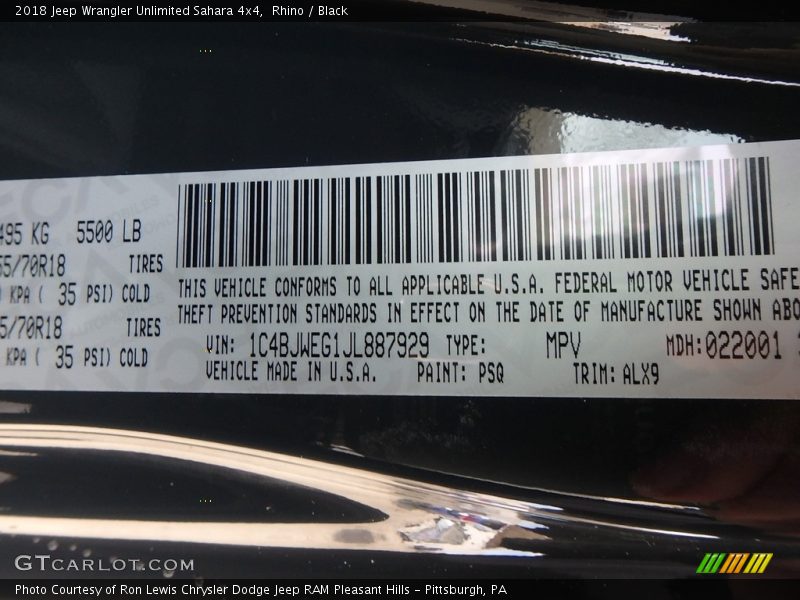 2018 Jeep Wrangler Unlimited Sahara 4x4, Rhino / Black
495 KG 5500 LB
55/70R18 TIRES
KPA ( 35 PSI) COLD
5/70R18 TIRES
KPA ( 35 PSI) COLD
THIS VEHICLE CONFORMS TO ALL APPLICABLE U.S.A. FEDERAL MOTOR VEHICLE SAFE
THEFT PREVENTION STANDARDS IN EFFECT ON THE DATE OF MANUFACTURE SHOWN ABO
VIN: 1C4BJWEG1JL887929 TYPE: MPV MDH:022001
VEHICLE MADE IN U.S.A. PAINT: PSQ TRIM: ALX9
GTCARLOT.COM
Photo Courtesy of Ron Lewis Chrysler Dodge Jeep RAM Pleasant Hills - Pittsburgh, PA